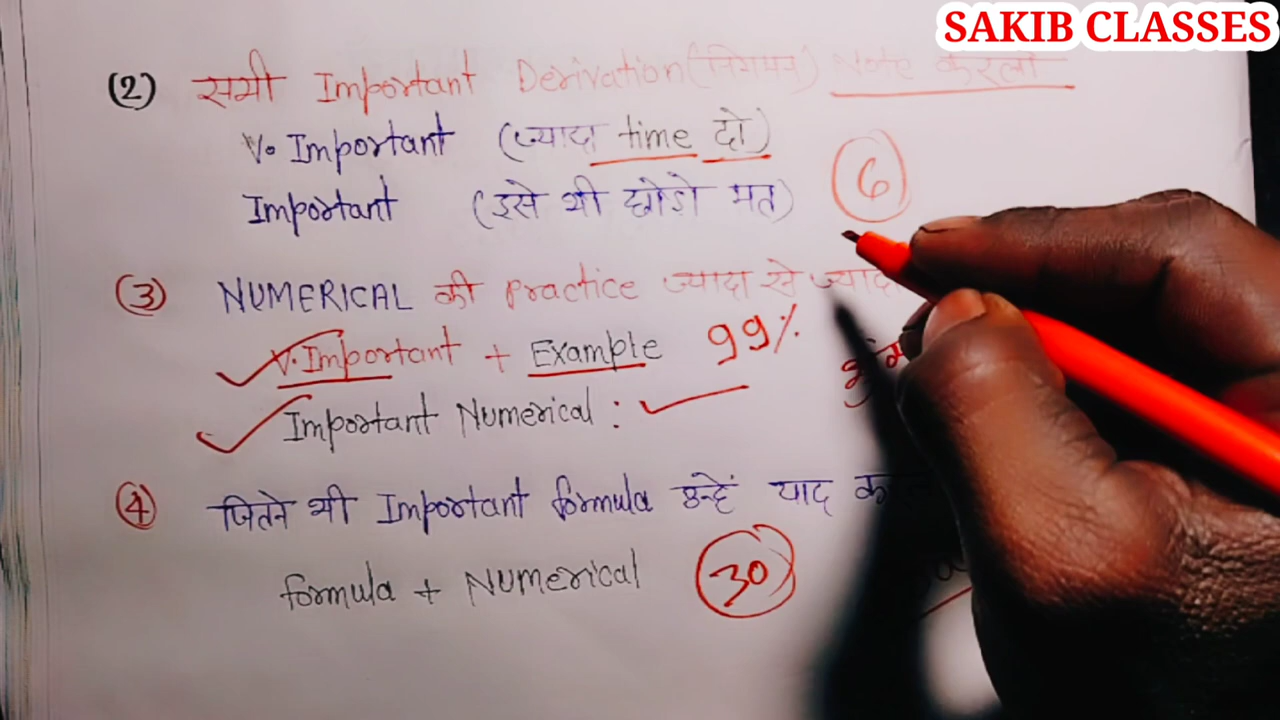 SAKIB CLASSES
(2) सभी Important Derivation (निगमन) Note करलो
V. Important (ज्यादा time दो)
Important (इसे भी छोडो मत) 6
(3) NUMERICAL की practice ज्यादा से ज्यादा
V. Important + Example 99%
Important Numerical :
(4) जितने भी Important formula उन्हें याद
formula + Numerical 30